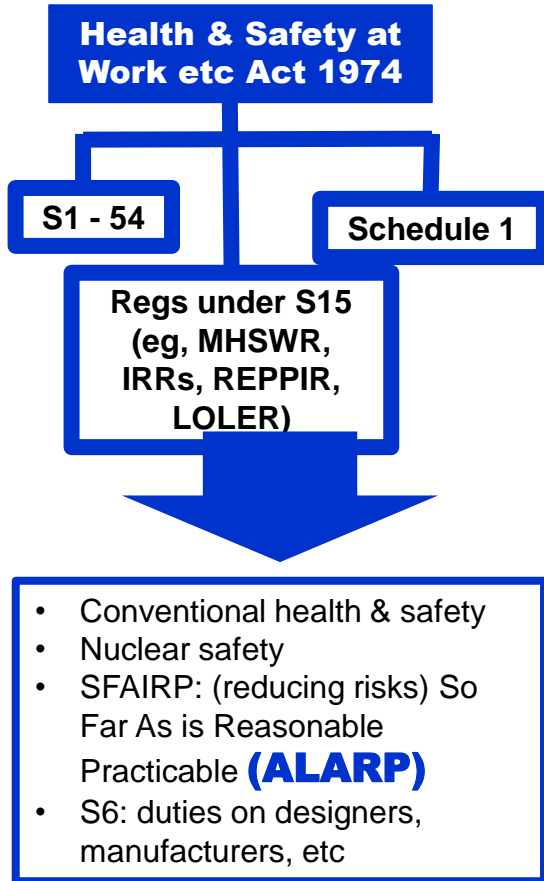 Health & Safety at
Work etc Act 1974
S1 - 54
Schedule 1
Regs under S15
(eg, MHSWR,
IRRs, REPPIR,
LOLER)
• Conventional health & safety
• Nuclear safety
• SFAIRP: (reducing risks) So
Far As is Reasonable
Practicable (ALARP)
• S6: duties on designers,
manufacturers, etc